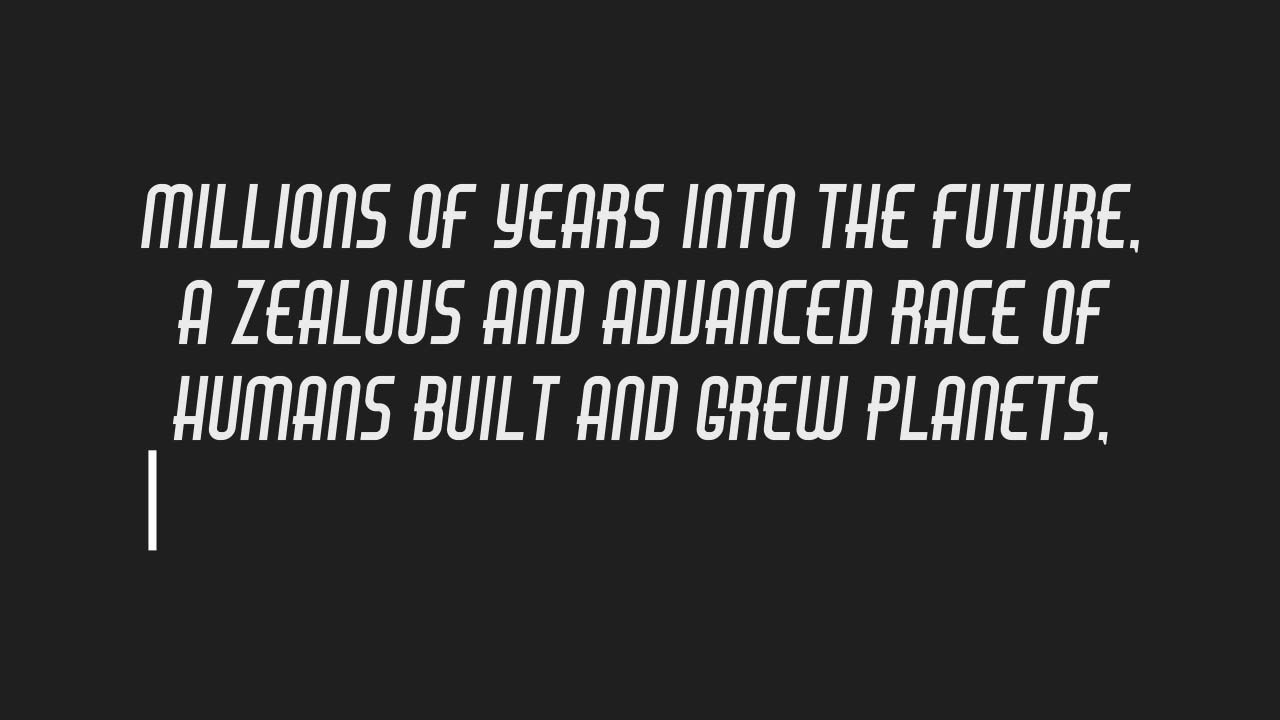 MILLIONS OF YEARS INTO THE FUTURE,
A ZEALOUS AND ADVANCED RACE OF
HUMANS BUILT AND GREW PLANETS,